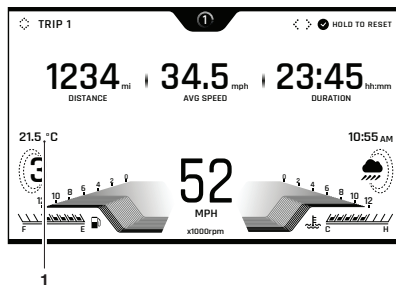 TRIP 1
1
HOLD TO RESET
1234 mi
34.5 mph
23:45 hh:mm
DISTANCE
AVG SPEED
DURATION
21.5 °C
10:55 AM
3
12 10 8 6 4 2 0
52
0 2 4 6 8 10 12
MPH
x1000rpm
F E
C H
1